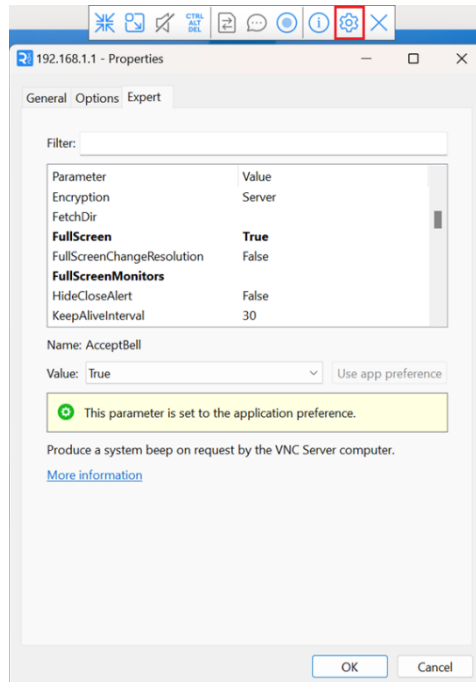 CTRL
ALT
DEL
192.168.1.1 - Properties
General Options Expert
Filter:
Parameter Value
Encryption Server
FetchDir
FullScreen True
FullScreenChangeResolution False
FullScreenMonitors
HideCloseAlert False
KeepAliveInterval 30
Name: AcceptBell
Value: True Use app preference
This parameter is set to the application preference.
Produce a system beep on request by the VNC Server computer.
More information
OK Cancel